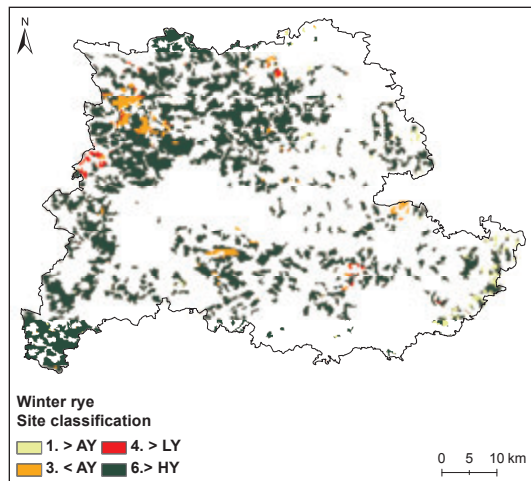 N
Winter rye
Site classification
1. > AY 4. > LY
3. < AY 6.> HY
0 5 10 km